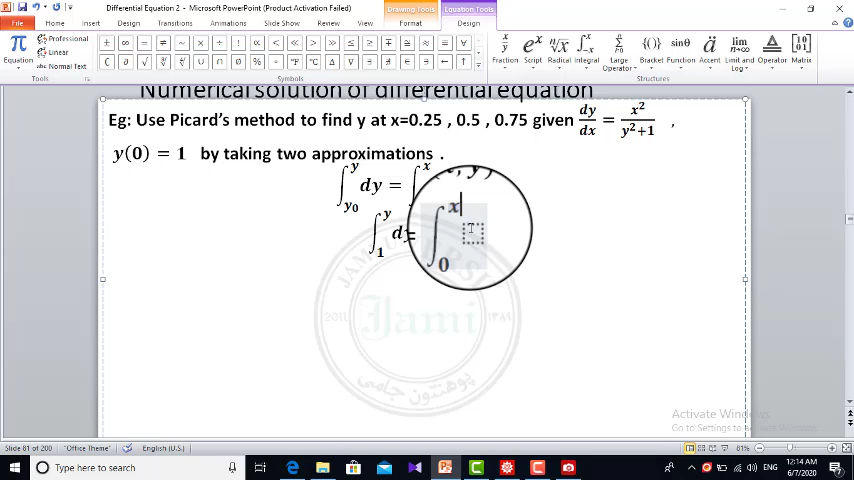 Differential Equation 2 - Microsoft PowerPoint (Product Activation Failed)
Drawing Tools
Equation Tools
File
Home
Insert
Design
Transitions
Animations
Slide Show
Review
View
Format
Design
π
Equation
Professional
Linear
abc Normal Text
Tools
± ∞ = ≠ ~ × ÷ ! ∝ < ≪ > ≫ ≤ ≥ ∓ ≅ ≈ ≡ ∀
Symbols
Fraction
Script
Radical
Integral
Large Operator
Bracket
Function
Accent
Limit and Log
Operator
Matrix
Structures
Numerical solution of differential equation
Eg: Use Picard's method to find y at x=0.25 , 0.5 , 0.75 given dy/dx = x²/y²+1 ,
y(0) = 1 by taking two approximations .
∫ y0 y dy = ∫ x , y)
∫ 1 y dy = ∫ 0 x
Jami
پوهنتون جامی
Activate Windows
Go to Settings to activate Windows.
Slide 81 of 200
"Office Theme"
English (U.S.)
81%
Type here to search
ENG
12:14 AM
6/7/2020